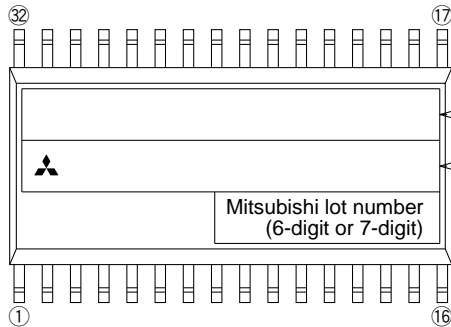 ㉜ ⑰
Mitsubishi lot number
(6-digit or 7-digit)
① ⑯